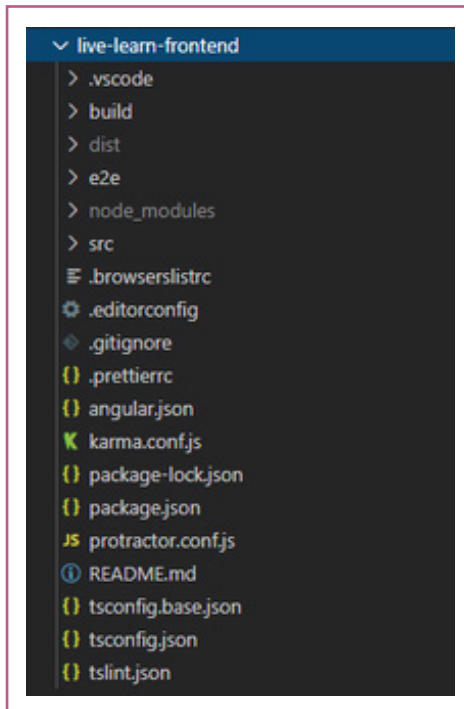 live-learn-frontend
.vscode
build
dist
e2e
node_modules
src
.browserslistrc
.editorconfig
.gitignore
.prettierrc
angular.json
karma.conf.js
package-lock.json
package.json
JS protractor.conf.js
README.md
tsconfig.base.json
tsconfig.json
tslint.json